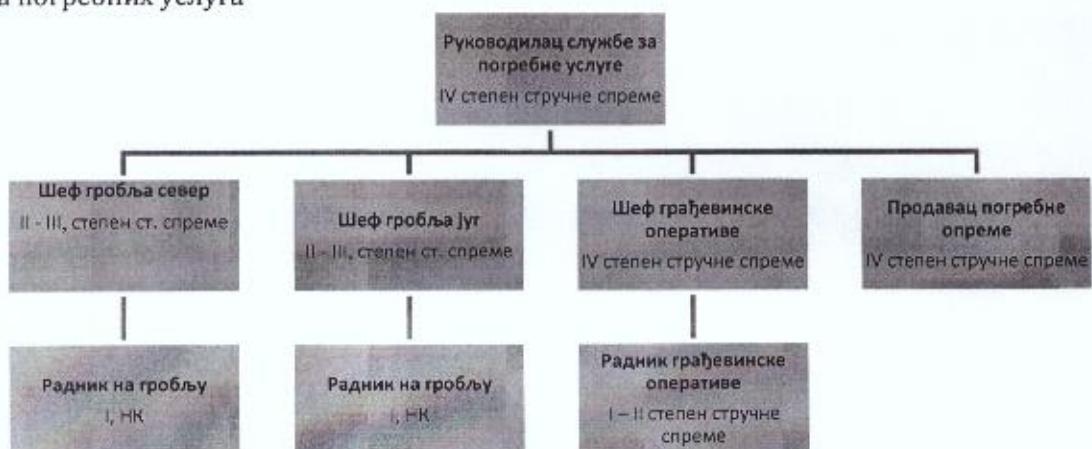 погребних услуга
Руководилац службе за
погребне услуге
IV степен стручне спреме
Шеф гробља север
II - III, степен ст. спреме
Шеф гробља југ
II - III, степен ст. спреме
Шеф грађевинске
оперативе
IV степен стручне спреме
Продавац погребне
опреме
IV степен стручне спреме
Радник на гробљу
I, НК
Радник на гробљу
I, НК
Радник грађевинске
оперативе
I – II степен стручне
спреме